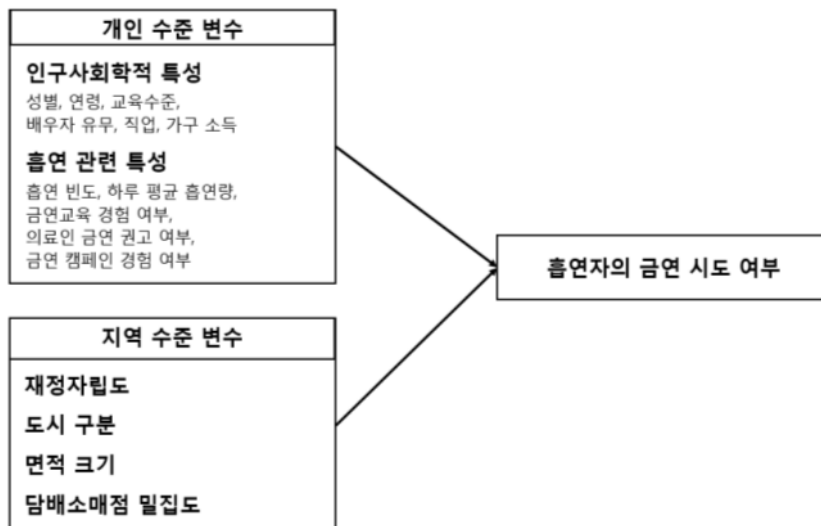 개인 수준 변수
인구사회학적 특성
성별, 연령, 교육수준,
배우자 유무, 직업, 가구 소득
흡연 관련 특성
흡연 빈도, 하루 평균 흡연량,
금연교육 경험 여부,
의료인 금연 권고 여부,
금연 캠페인 경험 여부
흡연자의 금연 시도 여부
지역 수준 변수
재정자립도
도시 구분
면적 크기
담배소매점 밀집도